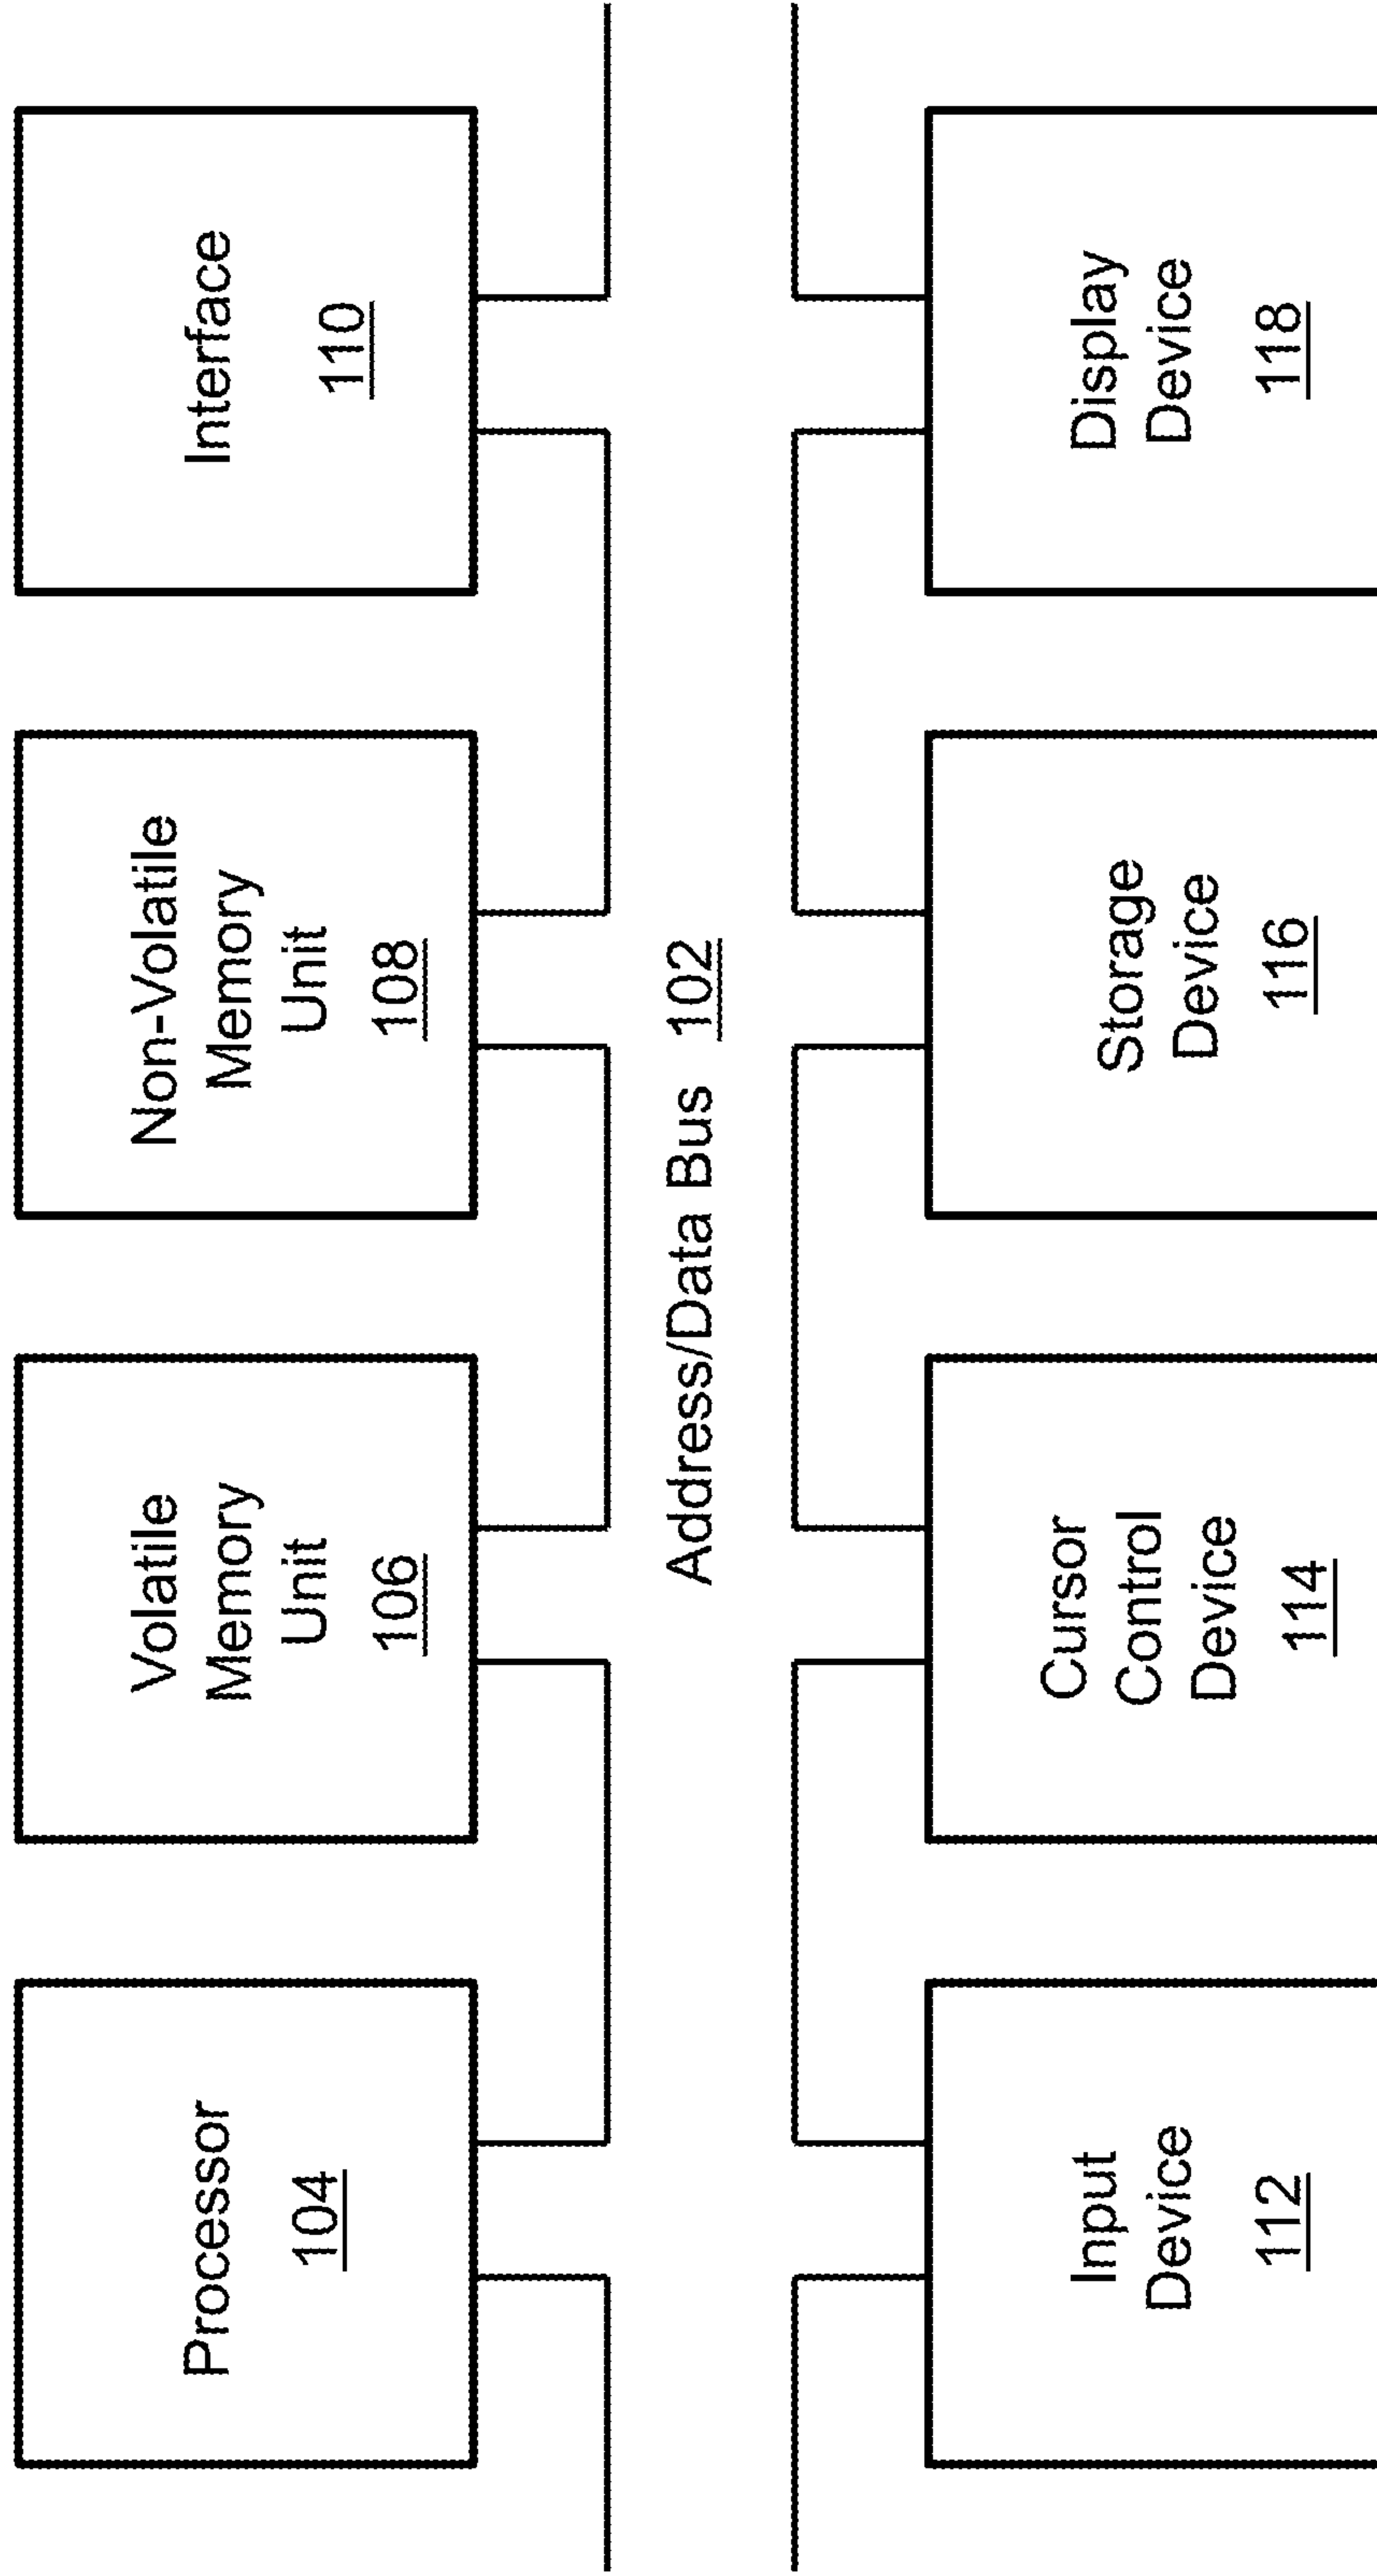 Processor
104
Volatile
Memory
Unit
106
Non-Volatile
Memory
Unit
108
Interface
110
Address/Data Bus 102
Input
Device
112
Cursor
Control
Device
114
Storage
Device
116
Display
Device
118